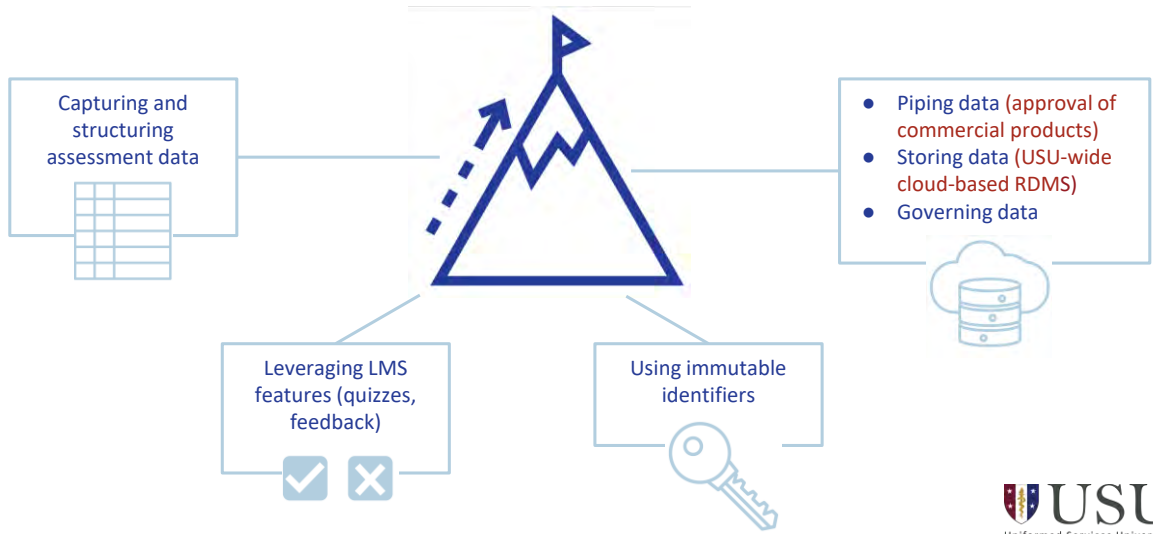 Capturing and
structuring
assessment data
● Piping data (approval of
commercial products)
● Storing data (USU-wide
cloud-based RDMS)
● Governing data
Leveraging LMS
features (quizzes,
feedback)
Using immutable
identifiers
USU